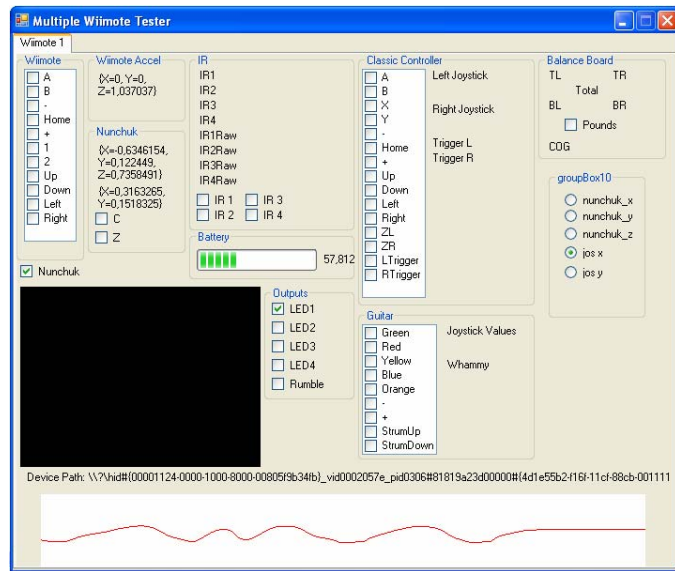 Multiple Wiimote Tester
Wiimote 1
Wiimote
A
B
-
Home
+
1
2
Up
Down
Left
Right
Wiimote Accel
{X=0, Y=0,
Z=1,037037}
Nunchuk
{X=-0,6346154,
Y=0,122449,
Z=0,7358491}
{X=0,3163265,
Y=0,1518325}
C
Z
IR
IR1
IR2
IR3
IR4
IR1Raw
IR2Raw
IR3Raw
IR4Raw
IR 1
IR 3
IR 2
IR 4
Battery
57,812
Classic Controller
A
B
X
Y
-
Home
+
Up
Down
Left
Right
ZL
ZR
LTrigger
RTrigger
Left Joystick
Right Joystick
Trigger L
Trigger R
Balance Board
TL TR
Total
BL BR
Pounds
COG
groupBox10
nunchuk_x
nunchuk_y
nunchuk_z
jos x
jos y
Nunchuk
Outputs
LED1
LED2
LED3
LED4
Rumble
Guitar
Green
Red
Yellow
Blue
Orange
-
+
StrumUp
StrumDown
Joystick Values
Whammy
Device Path: \\?\hid#{00001124-0000-1000-8000-00805f9b34fb}_vid0002057e_pid0306#81819a23d00000#{4d1e55b2-f16f-11cf-88cb-001111